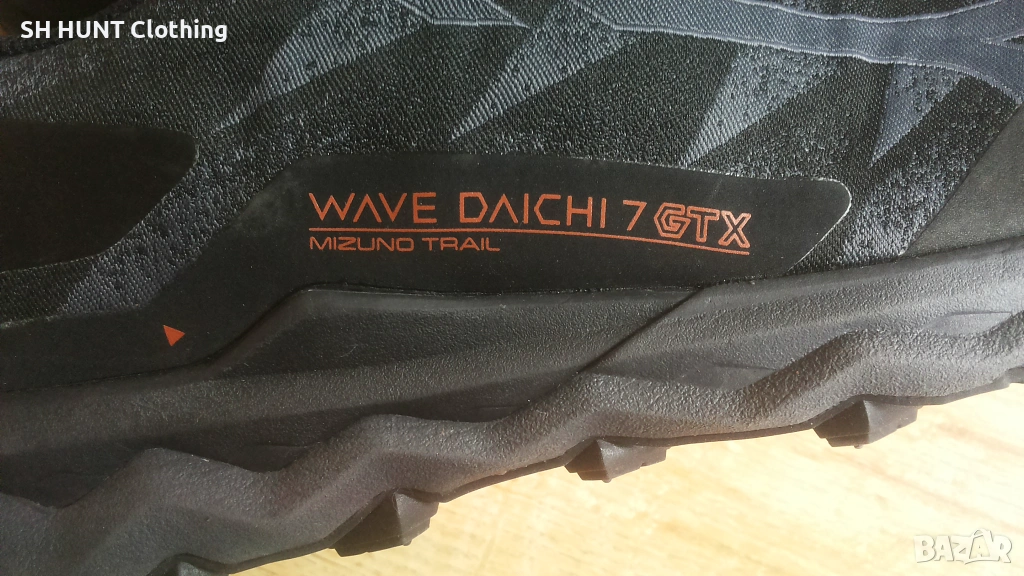 SH HUNT Clothing
WAVE DAICHI 7 GTX
MIZUNO TRAIL
BAZAR